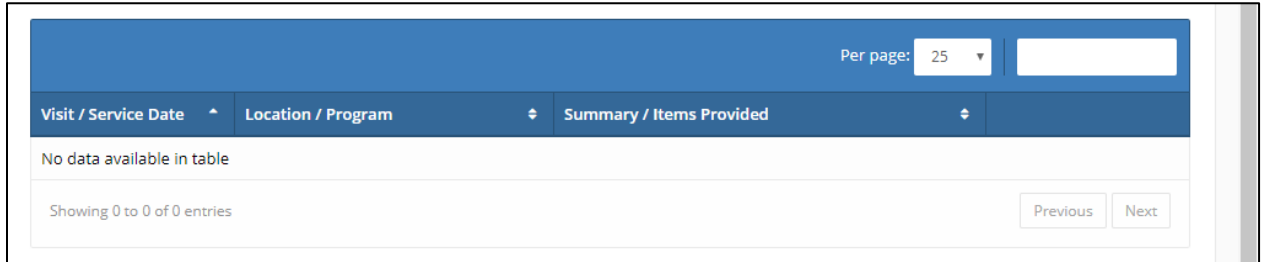 Per page: 25
Visit / Service Date Location / Program Summary / Items Provided
No data available in table
Showing 0 to 0 of 0 entries Previous Next